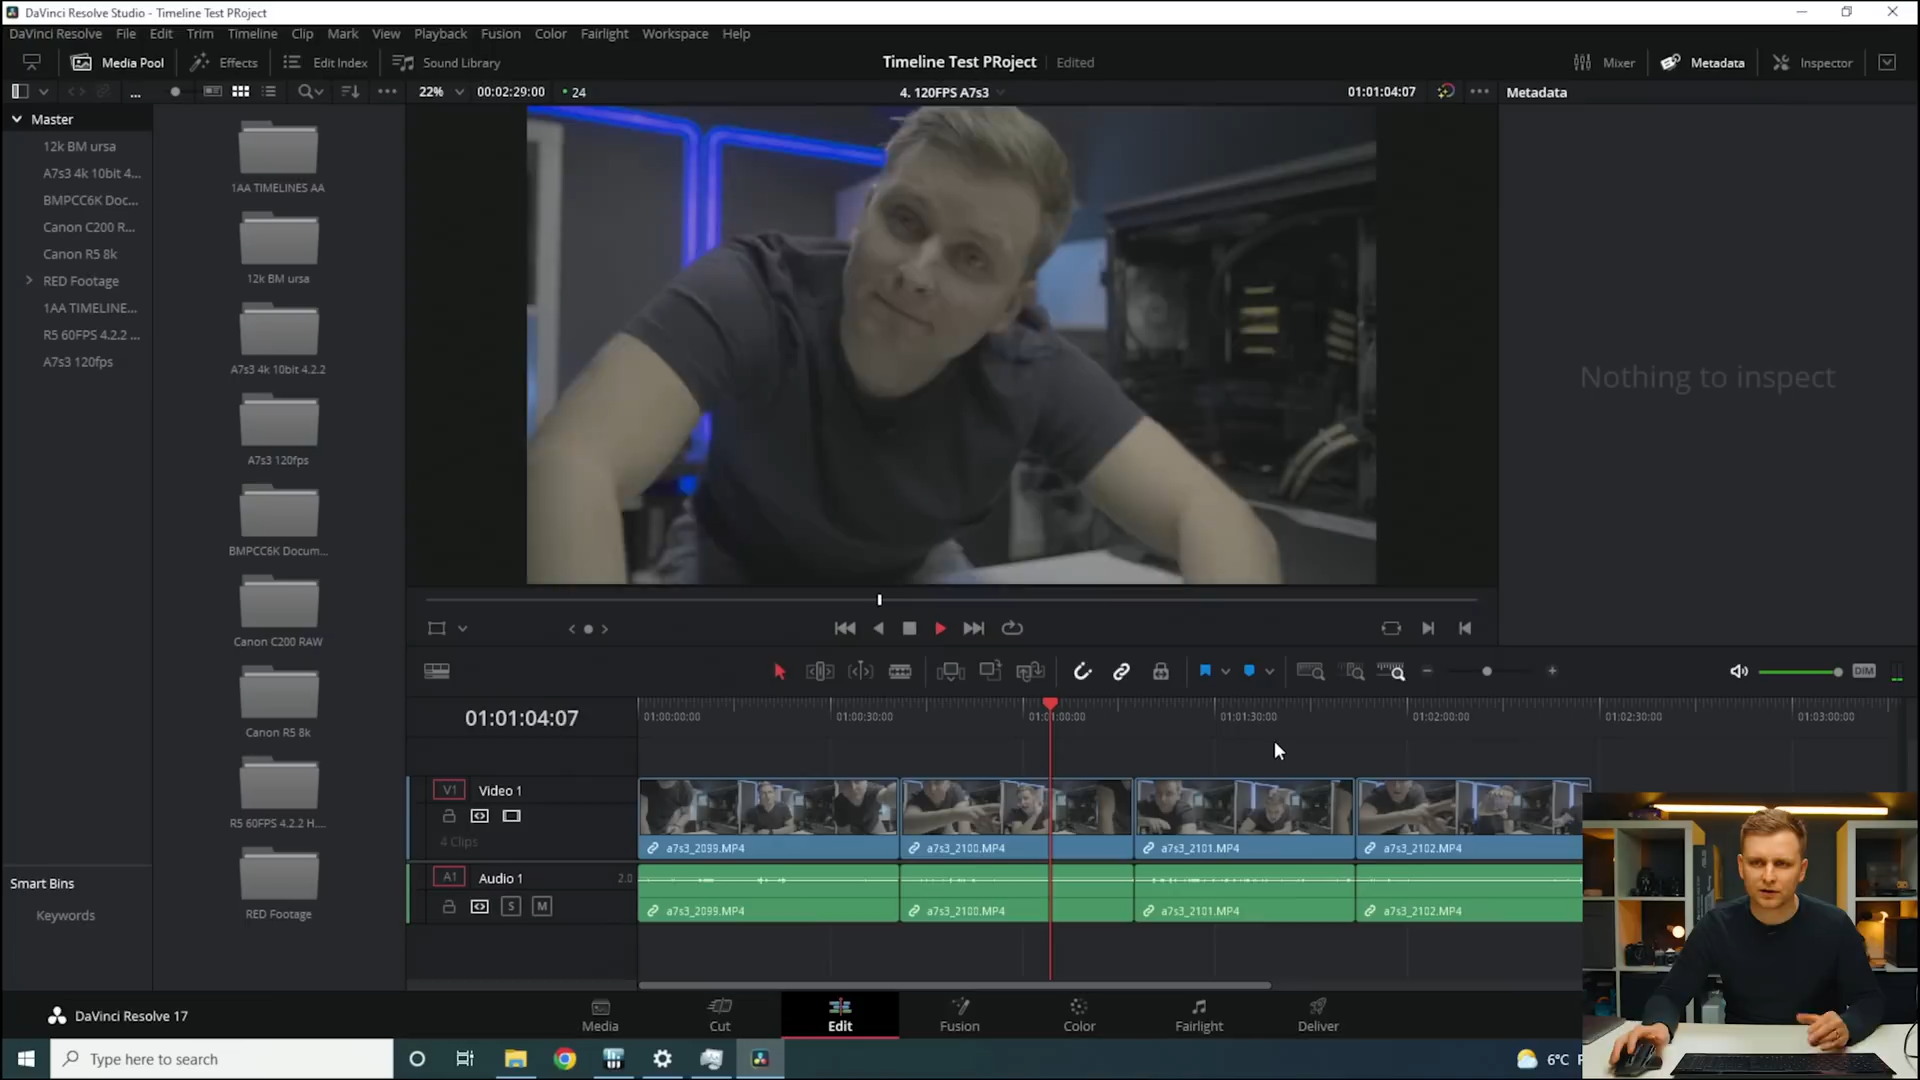 DaVinci Resolve Studio - Timeline Test PRoject
DaVinci Resolve File Edit Trim Timeline Clip Mark View Playback Fusion Color Fairlight Workspace Help
Media Pool Effects Edit Index Sound Library Timeline Test PRoject Edited Mixer Metadata Inspector
... 22% 00:02:29:00 24 4. 120FPS A7s3 01:01:04:07 Metadata
Master
12k BM ursa
A7s3 4k 10bit 4...
BMPCC6K Doc...
Canon C200 R...
Canon R5 8k
RED Footage
1AA TIMELINE...
R5 60FPS 4.2.2 ...
A7s3 120fps
Smart Bins
Keywords
1AA TIMELINES AA
12k BM ursa
A7s3 4k 10bit 4.2.2
A7s3 120fps
BMPCC6K Docum...
Canon C200 RAW
Canon R5 8k
R5 60FPS 4.2.2 H....
RED Footage
Nothing to inspect
DIM
01:01:04:07
01:00:00:00 01:00:30:00 01:01:00:00 01:01:30:00 01:02:00:00 01:02:30:00 01:03:00:00
V1 Video 1
4 Clips
a7s3_2099.MP4 a7s3_2100.MP4 a7s3_2101.MP4 a7s3_2102.MP4
A1 Audio 1 2.0
S M
a7s3_2099.MP4 a7s3_2100.MP4 a7s3_2101.MP4 a7s3_2102.MP4
DaVinci Resolve 17
Media Cut Edit Fusion Color Fairlight Deliver
Type here to search
6°C